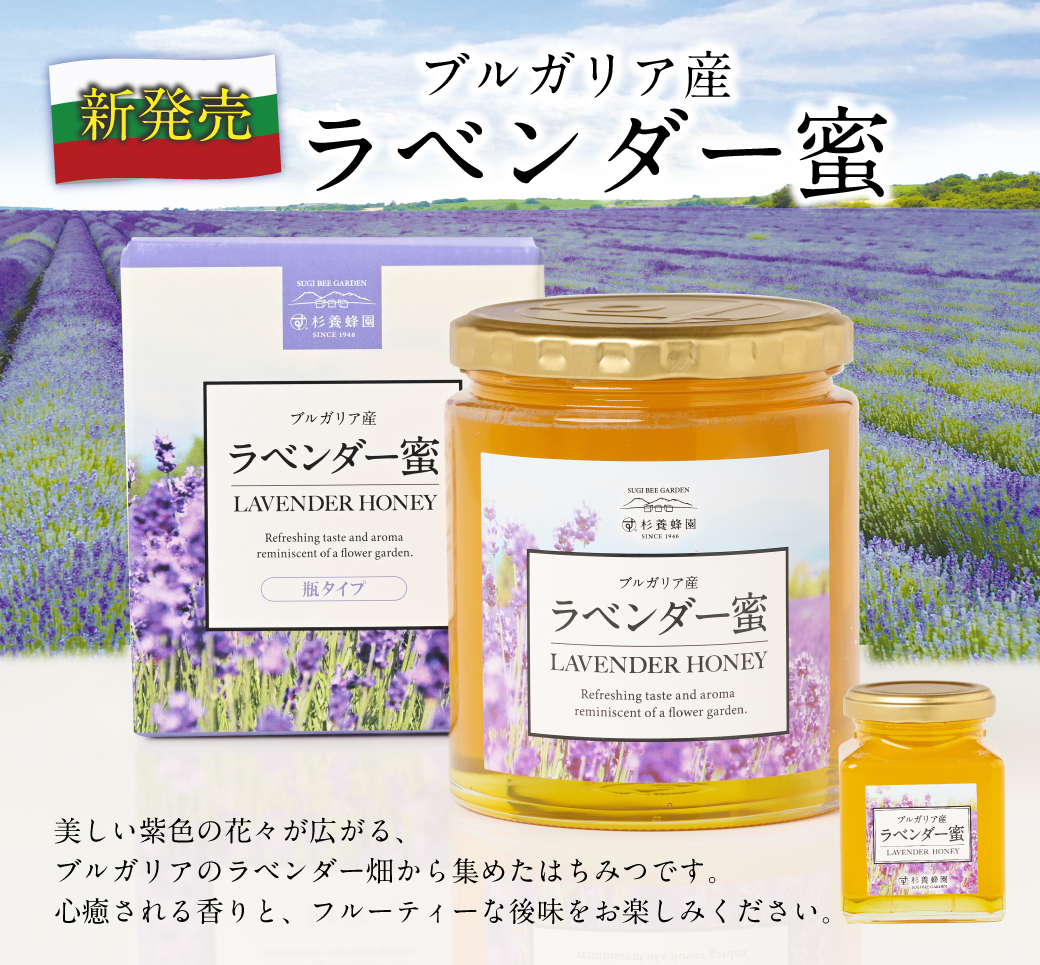 新発売
ブルガリア産
ラベンダー蜜
SUGI BEE GARDEN
杉養蜂園
SINCE 1946
ブルガリア産
ラベンダー蜜
LAVENDER HONEY
Refreshing taste and aroma
reminiscent of a flower garden.
瓶タイプ
SUGI BEE GARDEN
杉養蜂園
SINCE 1946
ブルガリア産
ラベンダー蜜
LAVENDER HONEY
Refreshing taste and aroma
reminiscent of a flower garden.
ブルガリア産
ラベンダー蜜
LAVENDER HONEY
杉養蜂園
SUGI BEE GARDEN
美しい紫色の花々が広がる、
ブルガリアのラベンダー畑から集めたはちみつです。
心癒される香りと、フルーティーな後味をお楽しみください。